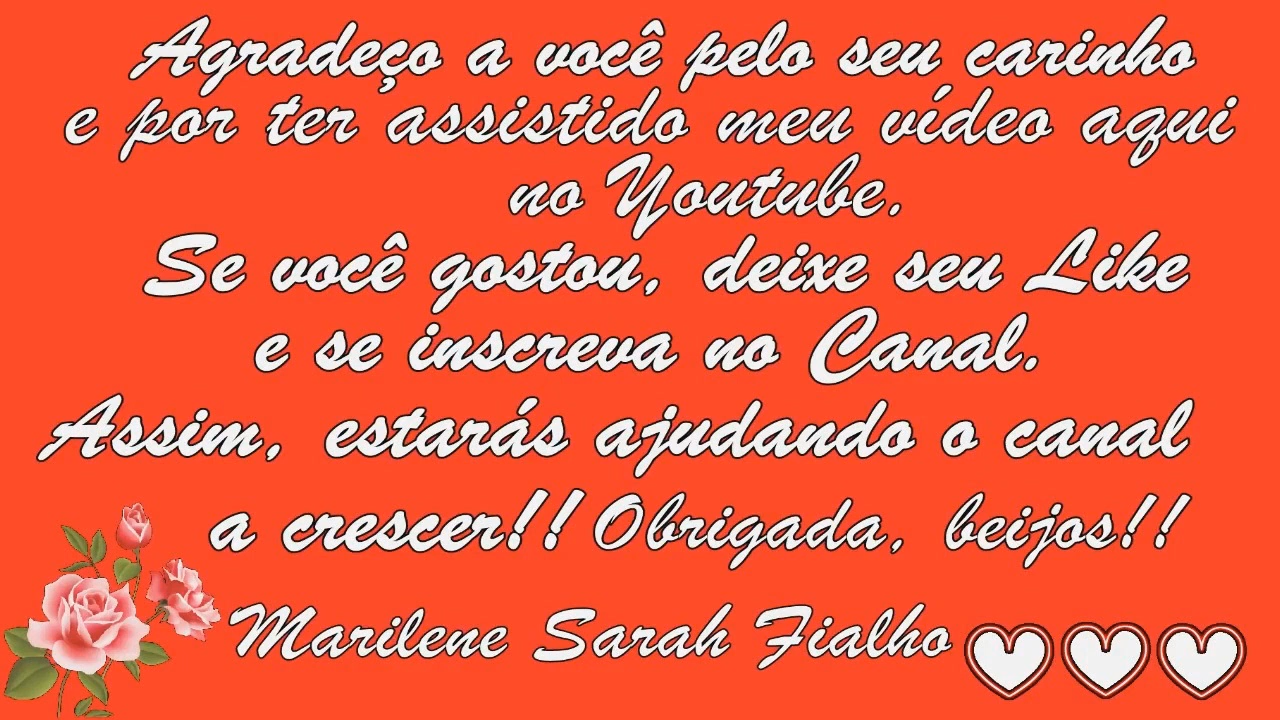 Agradeço a você pelo seu carinho
e por ter assistido meu vídeo aqui
no Youtube.
Se você gostou, deixe seu Like
e se inscreva no Canal.
Assim, estarás ajudando o canal
a crescer!! Obrigada, beijos!!
Marilene Sarah Fialho